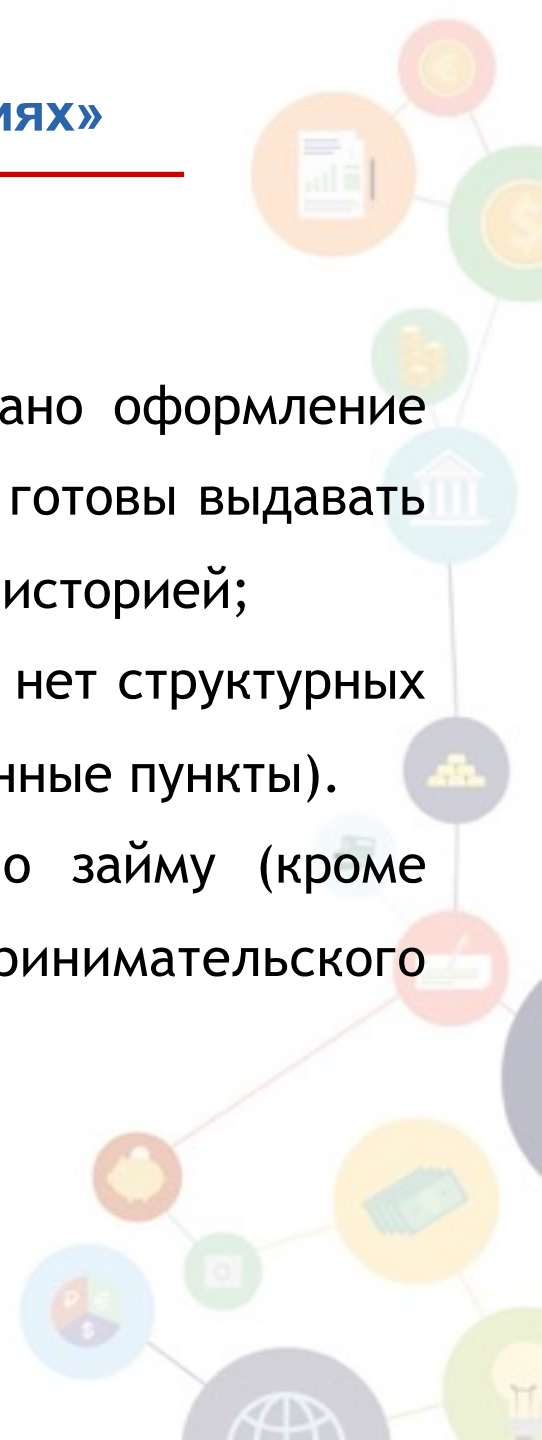 иях»
ано оформление
готовы выдавать
историей;
нет структурных
нные пункты).
о займу (кроме
ринимательского